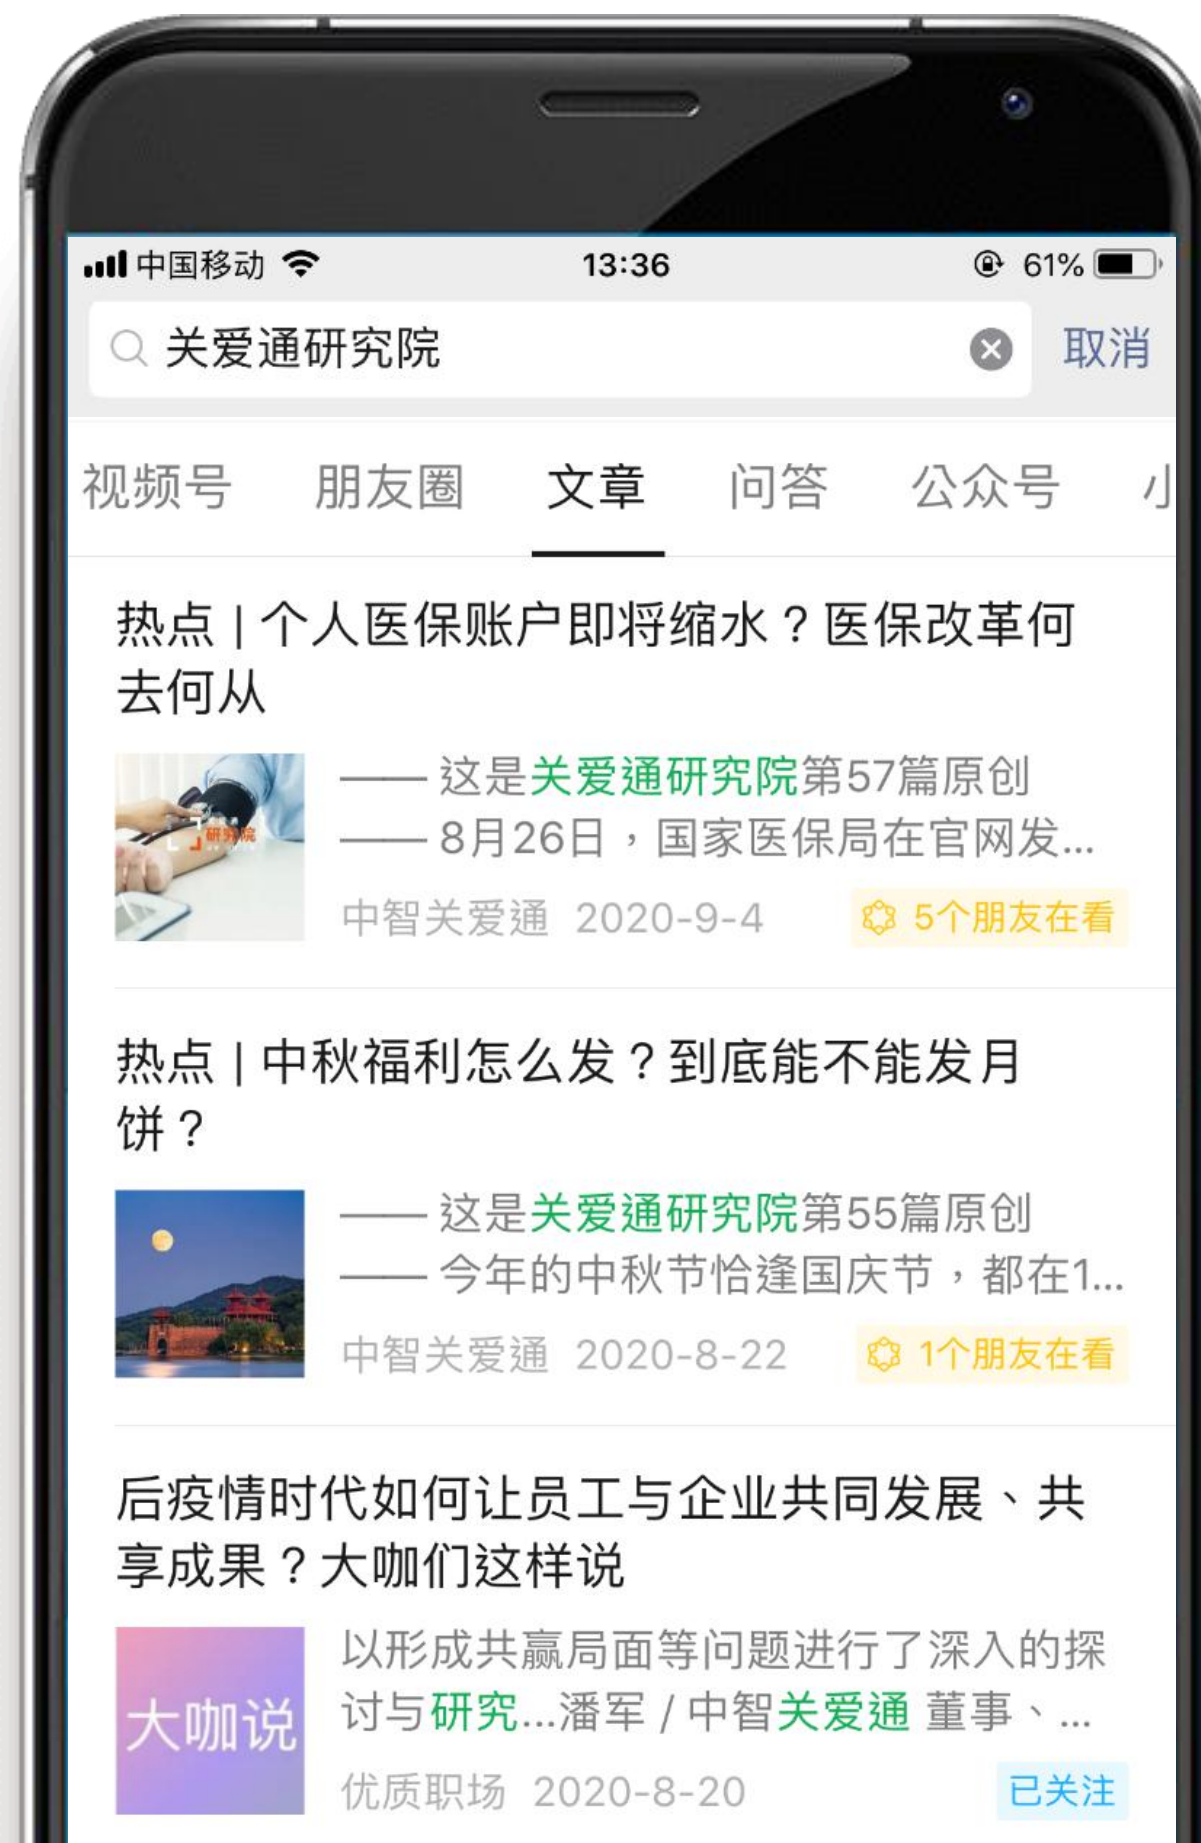 中国移动 13:36 61%
关爱通研究院 取消
视频号 朋友圈 文章 问答 公众号 小
热点 | 个人医保账户即将缩水？医保改革何
去何从
—— 这是关爱通研究院第57篇原创
研究院
—— 8月26日，国家医保局在官网发...
中智关爱通 2020-9-4 5个朋友在看
热点 | 中秋福利怎么发？到底能不能发月
饼？
—— 这是关爱通研究院第55篇原创
—— 今年的中秋节恰逢国庆节，都在1...
中智关爱通 2020-8-22 1个朋友在看
后疫情时代如何让员工与企业共同发展、共
享成果？大咖们这样说
以形成共赢局面等问题进行了深入的探
大咖说
讨与研究...潘军 / 中智关爱通 董事、...
优质职场 2020-8-20 已关注